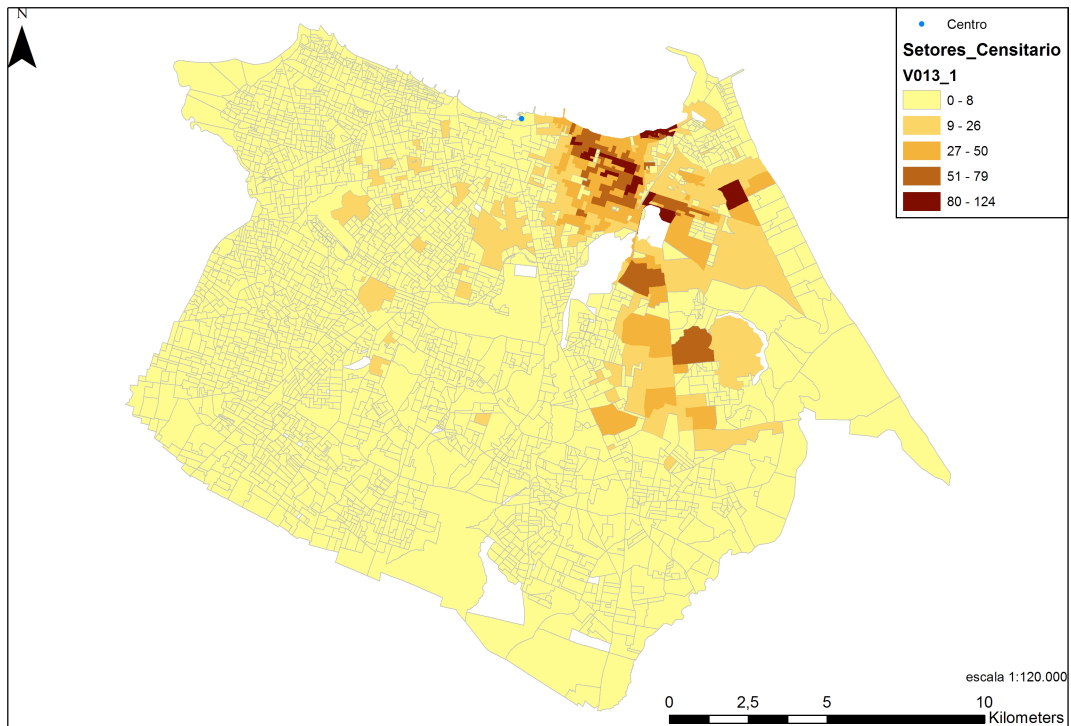 N
Centro
Setores_Censitario
V013_1
0 - 8
9 - 26
27 - 50
51 - 79
80 - 124
escala 1:120.000
0 2,5 5 10
Kilometers